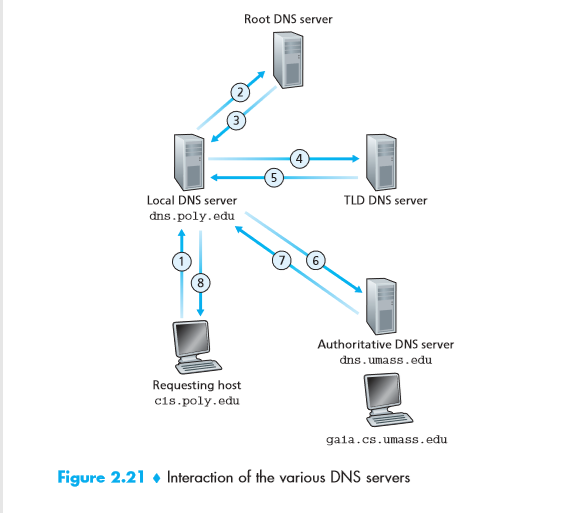 Root DNS server
2
3
4
5
Local DNS server
dns.poly.edu
TLD DNS server
1
8
7
6
Authoritative DNS server
dns.umass.edu
Requesting host
cis.poly.edu
gaia.cs.umass.edu
Figure 2.21 ♦ Interaction of the various DNS servers